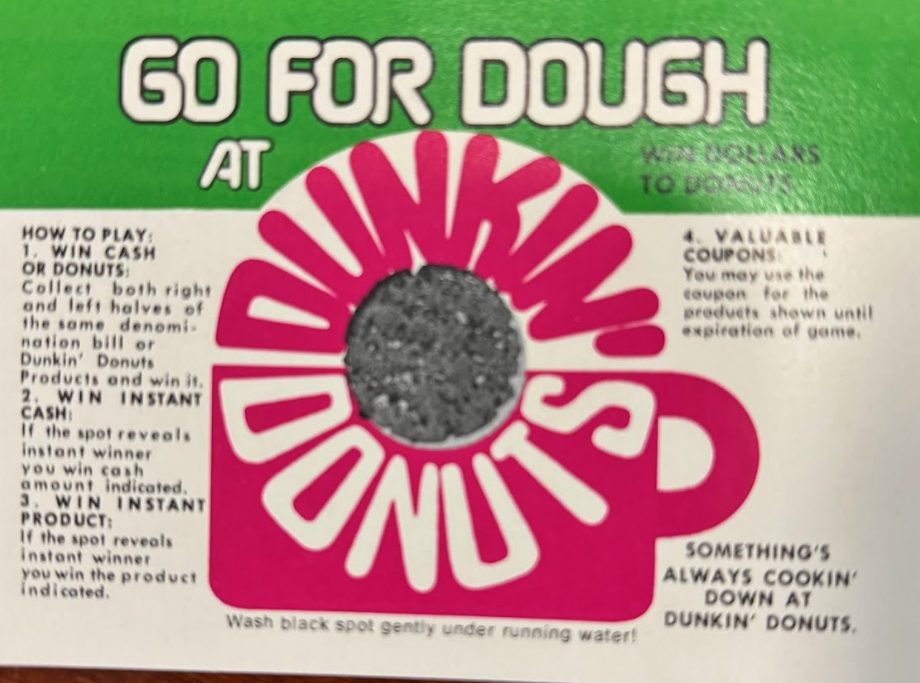 GO FOR DOUGH
AT
WIN DOLLARS
TO DONUTS
DUNKIN'
DONUTS
HOW TO PLAY:
1. WIN CASH
OR DONUTS:
Collect both right
and left halves of
the same denomi-
nation bill or
Dunkin' Donuts
Products and win it.
2. WIN INSTANT
CASH:
If the spot reveals
instant winner
you win cash
amount indicated.
3. WIN INSTANT
PRODUCT:
If the spot reveals
instant winner
you win the product
indicated.
4. VALUABLE
COUPONS:
You may use the
coupon for the
products shown until
expiration of game.
SOMETHING'S
ALWAYS COOKIN'
DOWN AT
DUNKIN' DONUTS.
Wash black spot gently under running water!